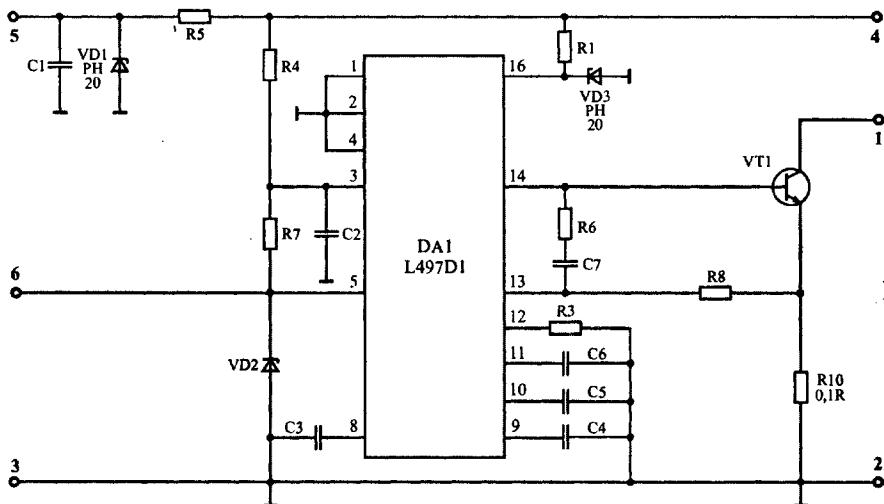 5
R5
4
C1
VD1
PH
20
R4
R1
1
16
VD3
PH
20
2
4
1
VT1
3
14
R7
C2
R6
DA1
L497D1
C7
R8
6
5
13
12
R3
11
C6
VD2
10
C5
R10
0,1R
C3
8
9
C4
3
2